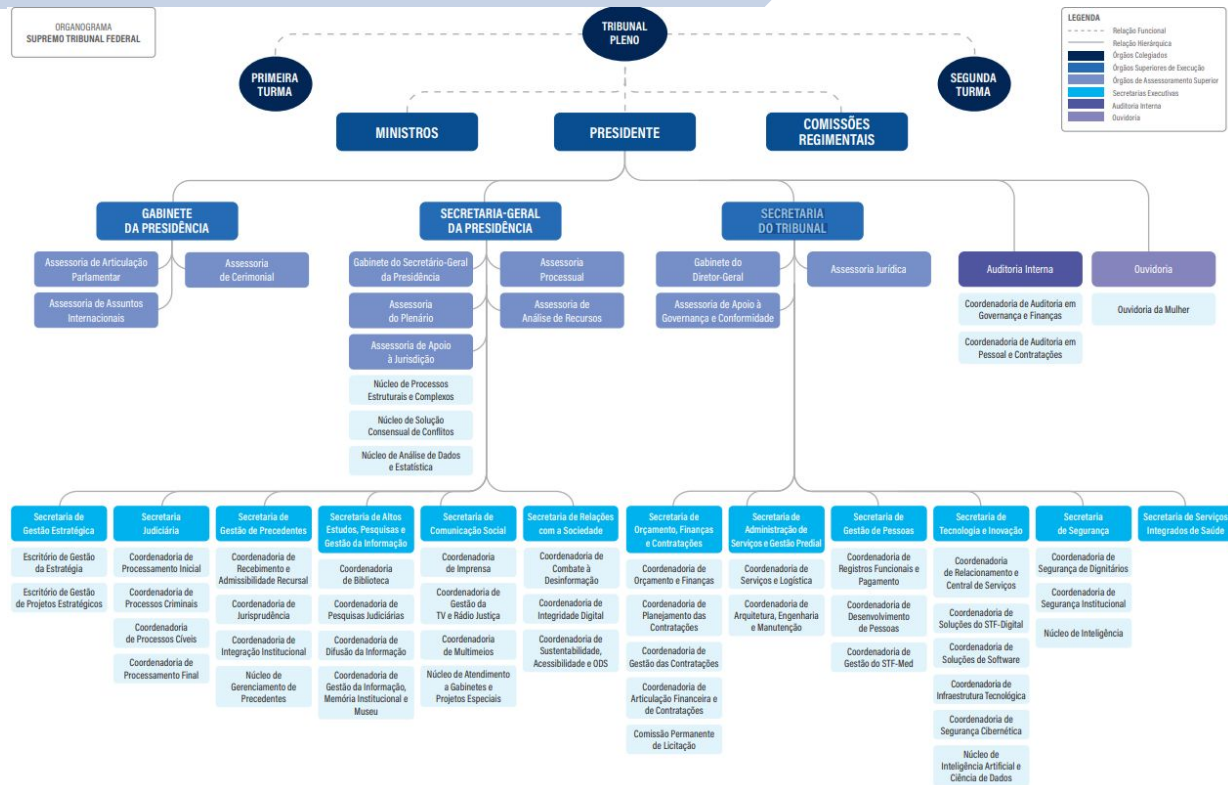 ORGANOGRAMA
SUPREMO TRIBUNAL FEDERAL
TRIBUNAL
PLENO
LEGENDA
Relação Funcional
Relação Hierárquica
Órgãos Colegiados
Órgãos Superiores de Execução
Órgãos de Assessoramento Superior
Secretarias Executivas
Auditoria Interna
Ouvidoria
PRIMEIRA
TURMA
SEGUNDA
TURMA
MINISTROS
PRESIDENTE
COMISSÕES
REGIMENTAIS
GABINETE
DA PRESIDÊNCIA
Assessoria de Articulação
Parlamentar
Assessoria
de Cerimonial
Assessoria de Assuntos
Internacionais
SECRETARIA-GERAL
DA PRESIDÊNCIA
Gabinete do Secretário-Geral
da Presidência
Assessoria
Processual
Assessoria
do Plenário
Assessoria de
Análise de Recursos
Assessoria de Apoio
à Jurisdição
Núcleo de Processos
Estruturais e Complexos
Núcleo de Solução
Consensual de Conflitos
Núcleo de Análise de Dados
e Estatística
SECRETARIA
DO TRIBUNAL
Gabinete do
Diretor-Geral
Assessoria Jurídica
Assessoria de Apoio à
Governança e Conformidade
Auditoria Interna
Coordenadoria de Auditoria em
Governança e Finanças
Coordenadoria de Auditoria em
Pessoal e Contratações
Ouvidoria
Ouvidoria da Mulher
Secretaria de
Gestão Estratégica
Escritório de Gestão
da Estratégia
Escritório de Gestão
de Projetos Estratégicos
Secretaria
Judiciária
Coordenadoria de
Processamento Inicial
Coordenadoria de
Processos Criminais
Coordenadoria
de Processos Cíveis
Coordenadoria de
Processamento Final
Secretaria de
Gestão de Precedentes
Coordenadoria de
Recebimento e
Admissibilidade Recursal
Coordenadoria de
Jurisprudência
Coordenadoria de
Integração Institucional
Núcleo de
Gerenciamento de
Precedentes
Secretaria de Altos
Estudos, Pesquisas e
Gestão da Informação
Coordenadoria
de Biblioteca
Coordenadoria de
Pesquisas Judiciárias
Coordenadoria de
Difusão da Informação
Coordenadoria de
Gestão da Informação,
Memória Institucional e
Museu
Secretaria de
Comunicação Social
Coordenadoria
de Imprensa
Coordenadoria de
Gestão da
TV e Rádio Justiça
Coordenadoria
de Multimeios
Núcleo de Atendimento
a Gabinetes e
Projetos Especiais
Secretaria de Relações
com a Sociedade
Coordenadoria de
Combate à
Desinformação
Coordenadoria de
Integridade Digital
Coordenadoria de
Sustentabilidade,
Acessibilidade e ODS
Secretaria de
Orçamento, Finanças
e Contratações
Coordenadoria de
Orçamento e Finanças
Coordenadoria de
Planejamento das
Contratações
Coordenadoria de
Gestão das Contratações
Coordenadoria de
Articulação Financeira e
de Contratações
Comissão Permanente
de Licitação
Secretaria de
Administração de
Serviços e Gestão Predial
Coordenadoria de
Serviços e Logística
Coordenadoria de
Arquitetura, Engenharia
e Manutenção
Secretaria de
Gestão de Pessoas
Coordenadoria de
Registros Funcionais e
Pagamento
Coordenadoria de
Desenvolvimento
de Pessoas
Coordenadoria de
Gestão do STF-Med
Secretaria de
Tecnologia e Inovação
Coordenadoria
de Relacionamento e
Central de Serviços
Coordenadoria de
Soluções do STF-Digital
Coordenadoria de
Soluções de Software
Coordenadoria de
Infraestrutura Tecnológica
Coordenadoria de
Segurança Cibernética
Núcleo de
Inteligência Artificial e
Ciência de Dados
Secretaria
de Segurança
Coordenadoria de
Segurança de Dignitários
Coordenadoria de
Segurança Institucional
Núcleo de Inteligência
Secretaria de Serviços
Integrados de Saúde